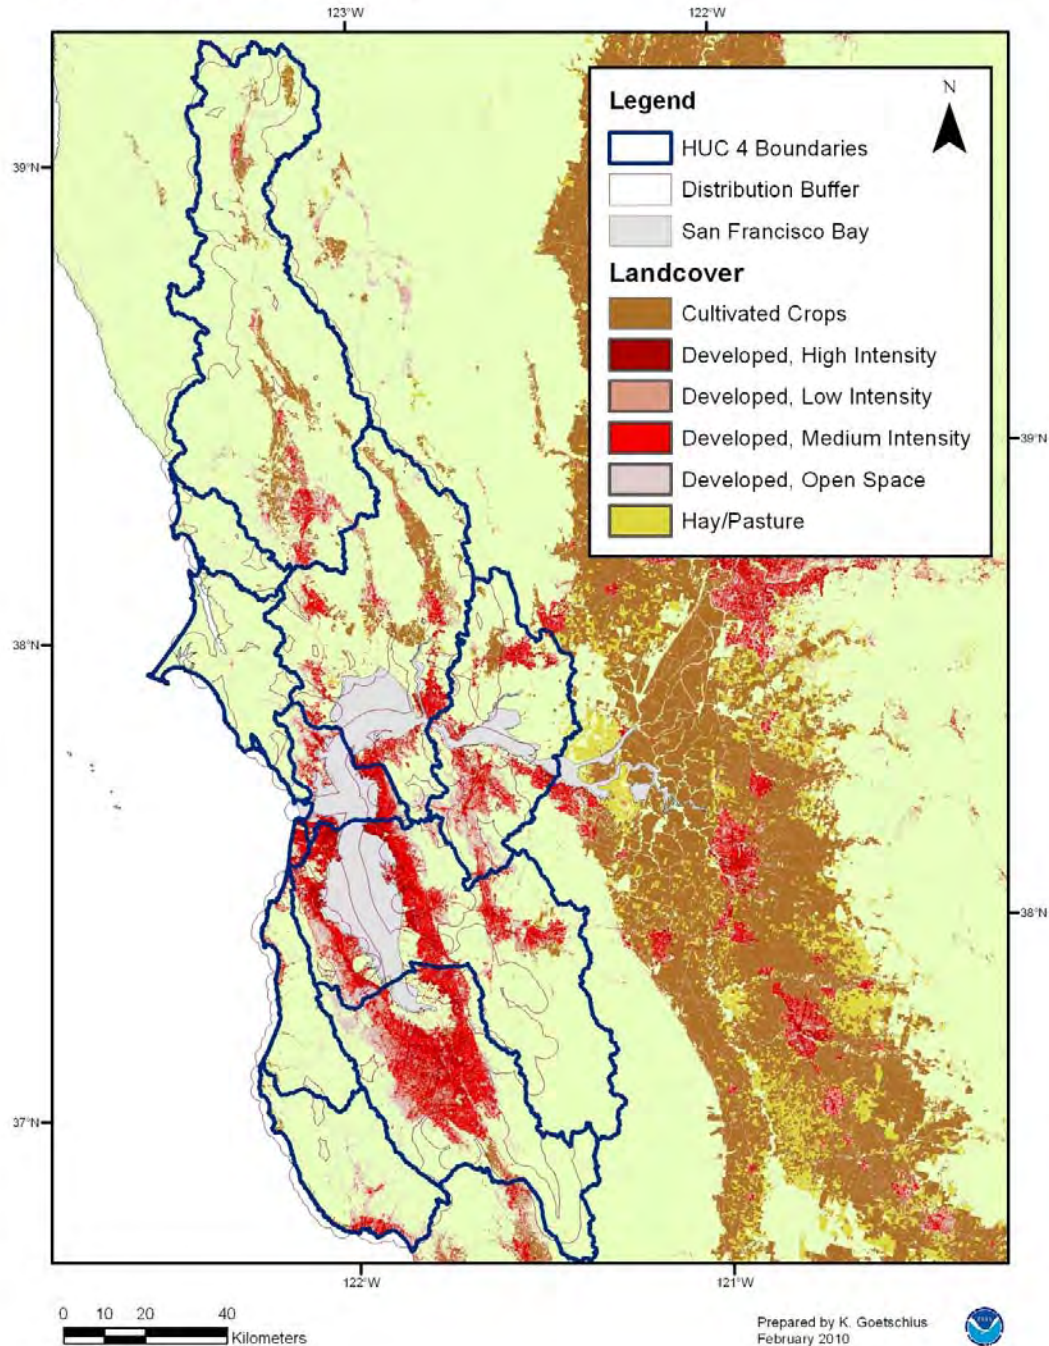 123°W
122°W
Legend
N
HUC 4 Boundaries
39°N
Distribution Buffer
San Francisco Bay
Landcover
Cultivated Crops
Developed, High Intensity
Developed, Low Intensity
Developed, Medium Intensity
39°N
Developed, Open Space
Hay/Pasture
38°N
38°N
37°N
122°W
121°W
0 10 20 40
Kilometers
Prepared by K. Goetschius
February 2010